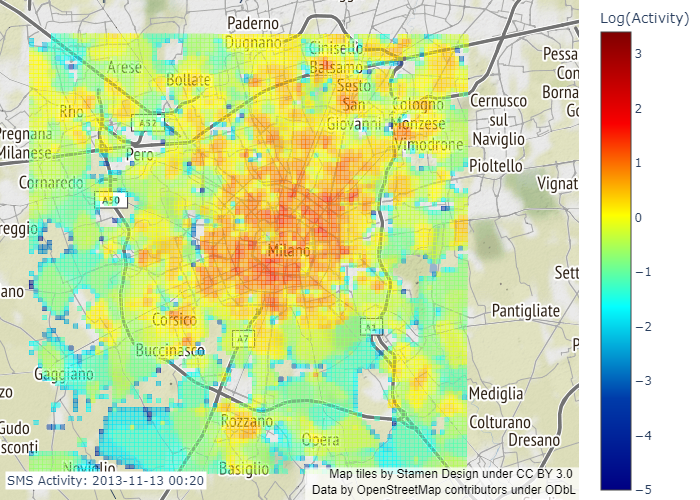 Paderno
Dugnano
Cinisello
Balsamo
Log(Activity)
Arese
Bollate
Sesto
San
Giovanni
Rho
A52
Cologno
Monzese
Cernusco
sul
Naviglio
Pregnana
Milanese
Pero
Vimodrone
Pioltello
Cornaredo
A50
Vignat
reggio
Milano
Sett
ano
Pantigliate
Corsico
A7
A1
Buccinasco
Gaggiano
Mediglia
Rozzano
Colturano
Dresano
Opera
Gudo
sconti
Noviglio
Basiglio
Pessa
Con
Borna
Go
P
zo
3
2
1
0
−1
−2
−3
−4
−5
SMS Activity: 2013-11-13 00:20
Map tiles by Stamen Design under CC BY 3.0
Data by OpenStreetMap contributors under ODbL